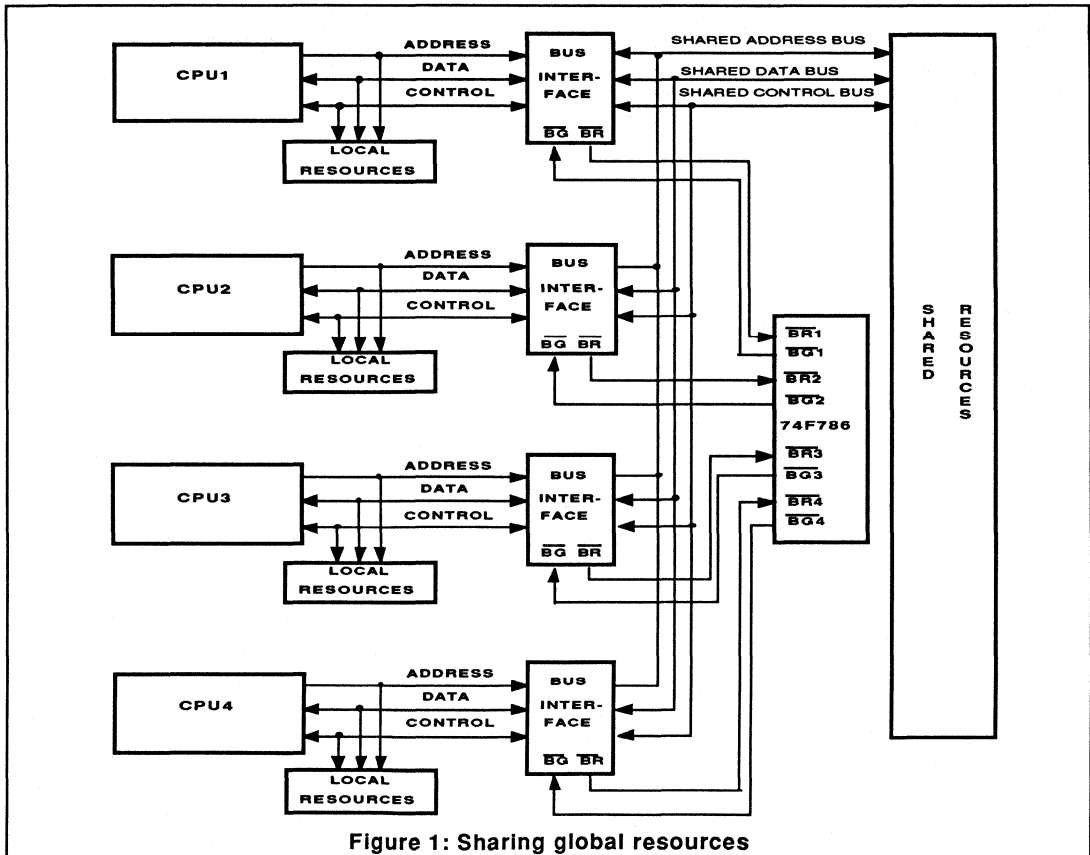 CPU1
ADDRESS
DATA
CONTROL
LOCAL
RESOURCES
BUS
INTER-
FACE
BG BR
SHARED ADDRESS BUS
SHARED DATA BUS
SHARED CONTROL BUS
CPU2
ADDRESS
DATA
CONTROL
LOCAL
RESOURCES
BUS
INTER-
FACE
BG BR
CPU3
ADDRESS
DATA
CONTROL
LOCAL
RESOURCES
BUS
INTER-
FACE
BG BR
CPU4
ADDRESS
DATA
CONTROL
LOCAL
RESOURCES
BUS
INTER-
FACE
BG BR
BR1
BG1
BR2
BG2
74F786
BR3
BG3
BR4
BG4
SHARED
RESOURCES
Figure 1: Sharing global resources